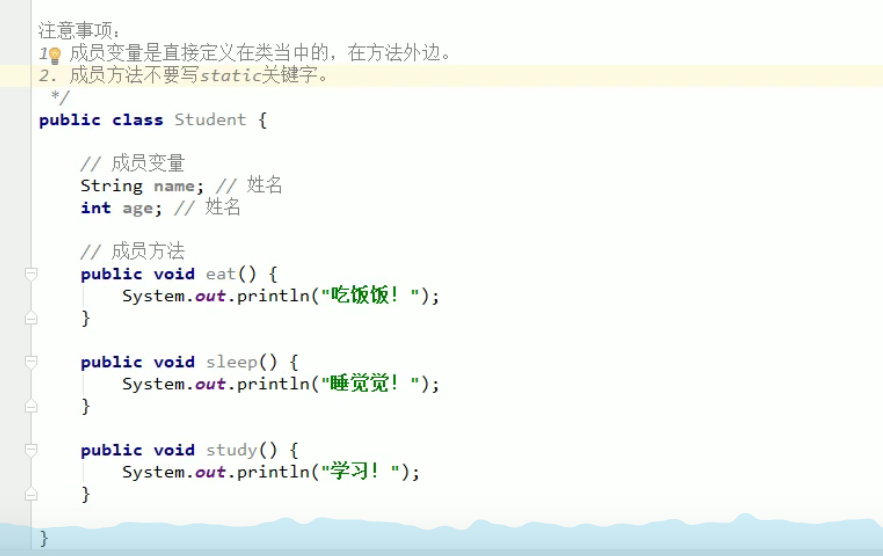 注意事项：
1. 成员变量是直接定义在类当中的，在方法外边。
2. 成员方法不要写static关键字。
*/
public class Student {
// 成员变量
String name; // 姓名
int age; // 姓名
// 成员方法
public void eat() {
System.out.println("吃饭饭！");
}
public void sleep() {
System.out.println("睡觉觉！");
}
public void study() {
System.out.println("学习！");
}
}